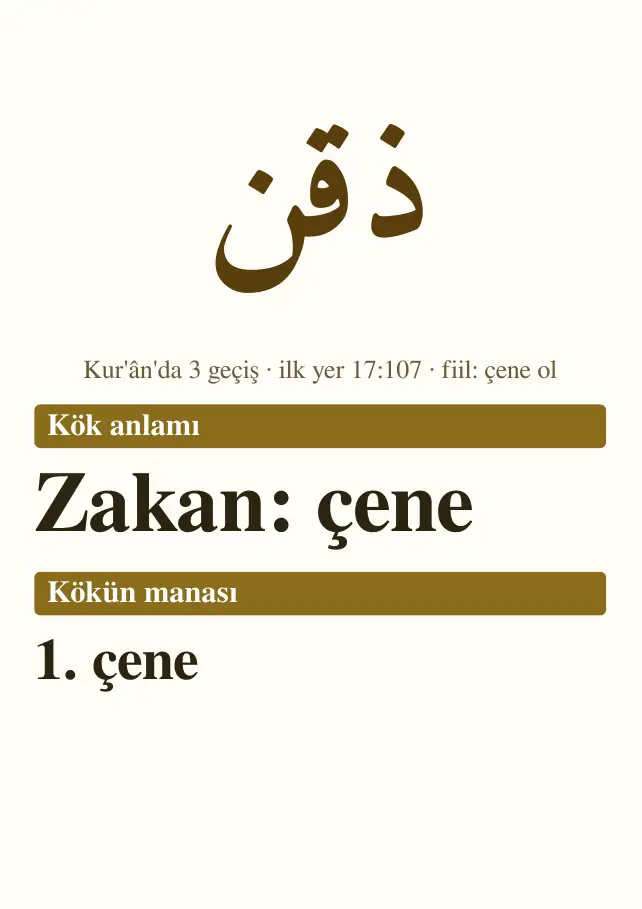 ذقن
Kur'ân'da 3 geçiş · ilk yer 17:107 · fiil: çene ol
Kök anlamı
Zakan: çene
Kökün manası
1. çene